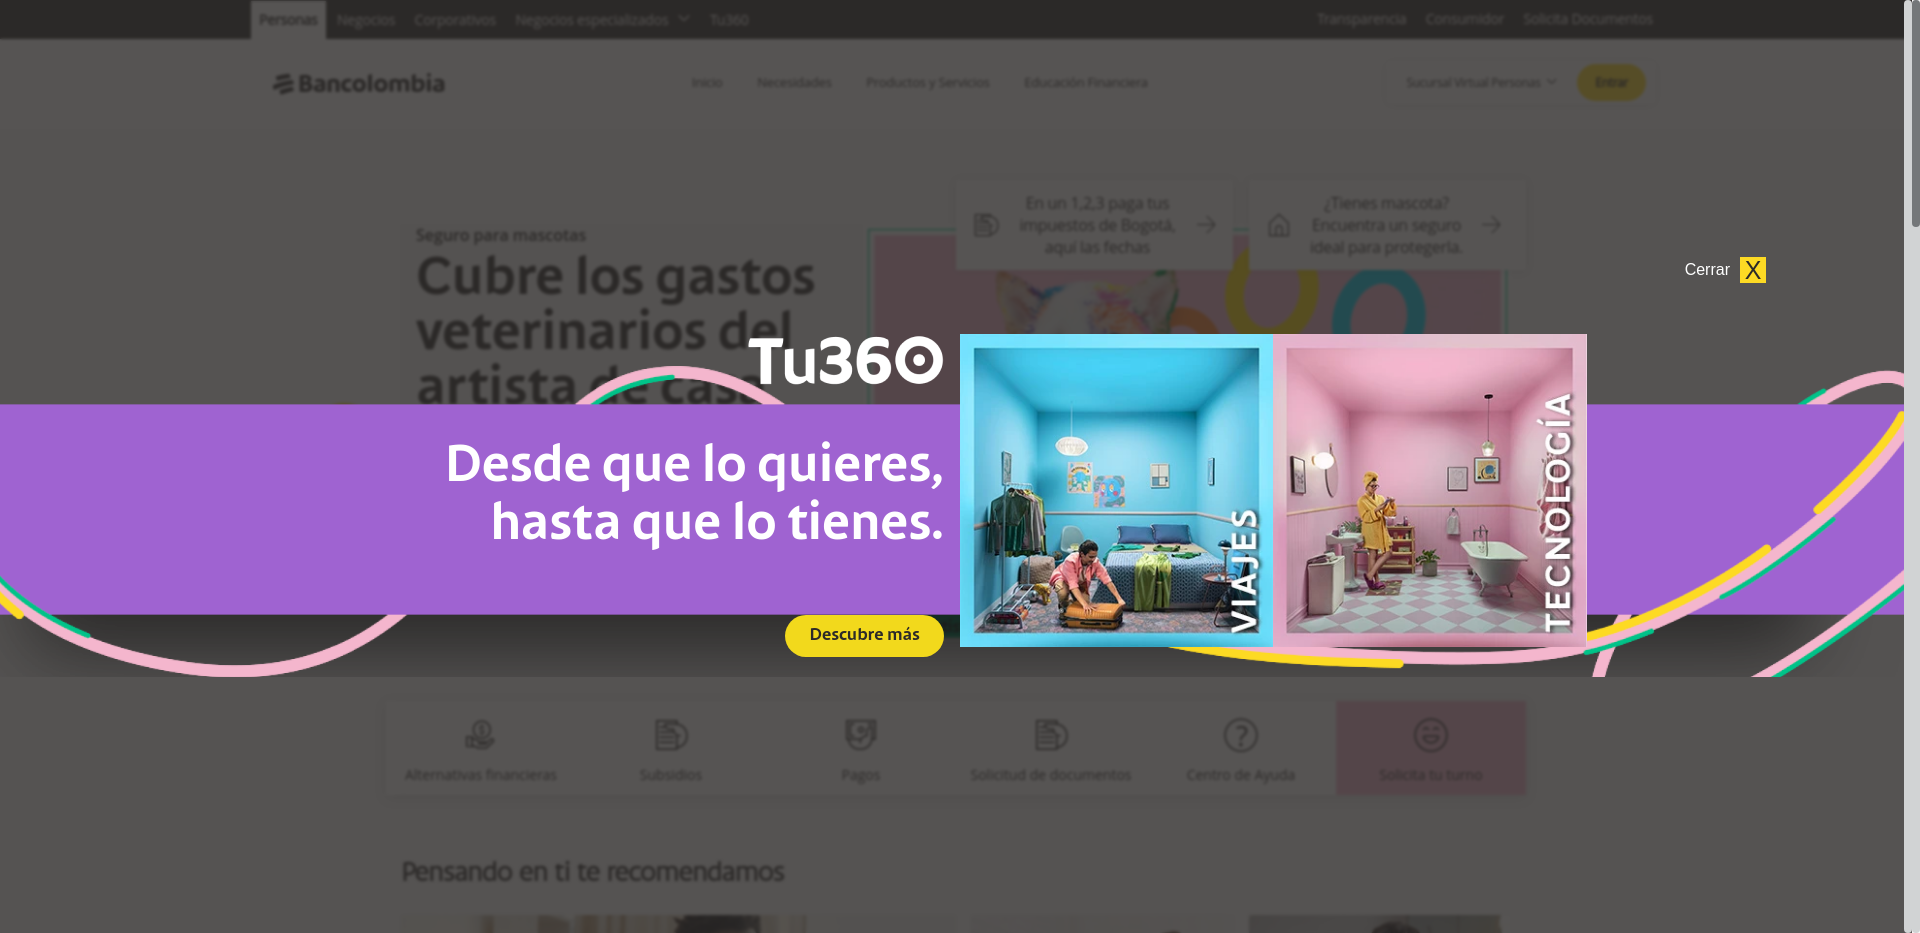 Personas Negocios Corporativos Negocios especializados Tu360 Transparencia Consumidor Solicita Documentos
Bancolombia Inicio Necesidades Productos y Servicios Educación Financiera Sucursal Virtual Personas Entrar
En un 1,2,3 paga tus
impuestos de Bogotá,
aquí las fechas
¿Tienes mascota?
Encuentra un seguro
ideal para protegerla.
Seguro para mascotas
Cubre los gastos
veterinarios del
artista de casa
Cerrar X
Tu360
Desde que lo quieres,
hasta que lo tienes.
Descubre más
VIAJES
TECNOLOGÍA
Alternativas financieras
Subsidios
Pagos
Solicitud de documentos
Centro de Ayuda
Solicita tu turno
Pensando en ti te recomendamos